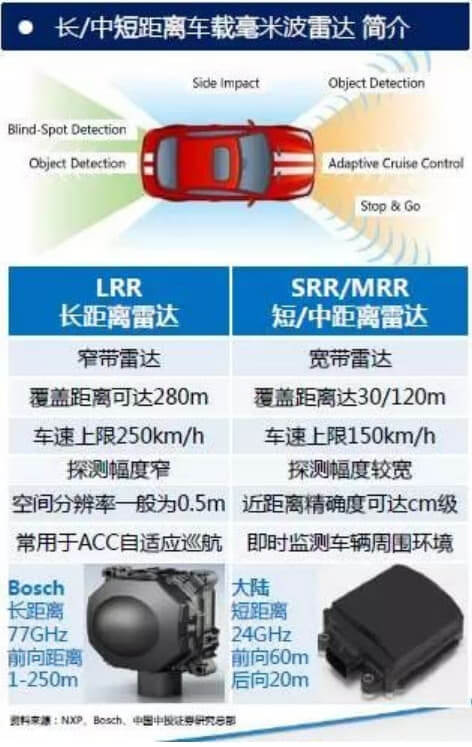 长/中短距离车载毫米波雷达 简介
Side Impact
Object Detection
Blind-Spot Detection
Object Detection
Adaptive Cruise Control
Stop & Go
LRR
长距离雷达
SRR/MRR
短/中距离雷达
窄带雷达
宽带雷达
覆盖距离可达280m
覆盖距离达30/120m
车速上限250km/h
车速上限150km/h
探测幅度窄
探测幅度较宽
空间分辨率一般为0.5m
近距离精确度可达cm级
常用于ACC自适应巡航
即时监测车辆周围环境
Bosch
长距离
77GHz
前向距离
1-250m
大陆
短距离
24GHz
前向60m
后向20m
资料来源：NXP、Bosch、中国中投证券研究总部